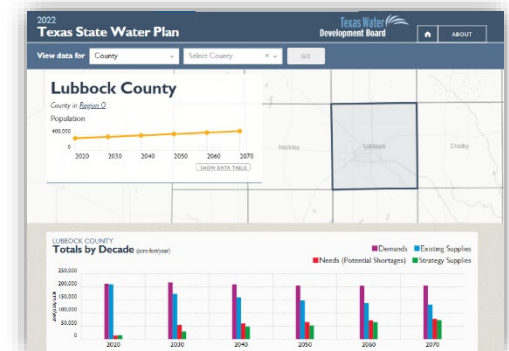 2022
Texas State Water Plan
Texas Water
Development Board
ABOUT
View data for County Select County × GO
Lubbock County
County in Region O
Population
400,000
0
2020 2030 2040 2050 2060 2070
SHOW DATA TABLE
Hockley Lubbock Crosby
LUBBOCK COUNTY
Totals by Decade (acre-feet/year)
Demands Existing Supplies
Needs (Potential Shortages) Strategy Supplies
250,000
200,000
150,000
100,000
50,000
0
2020 2030 2040 2050 2060 2070